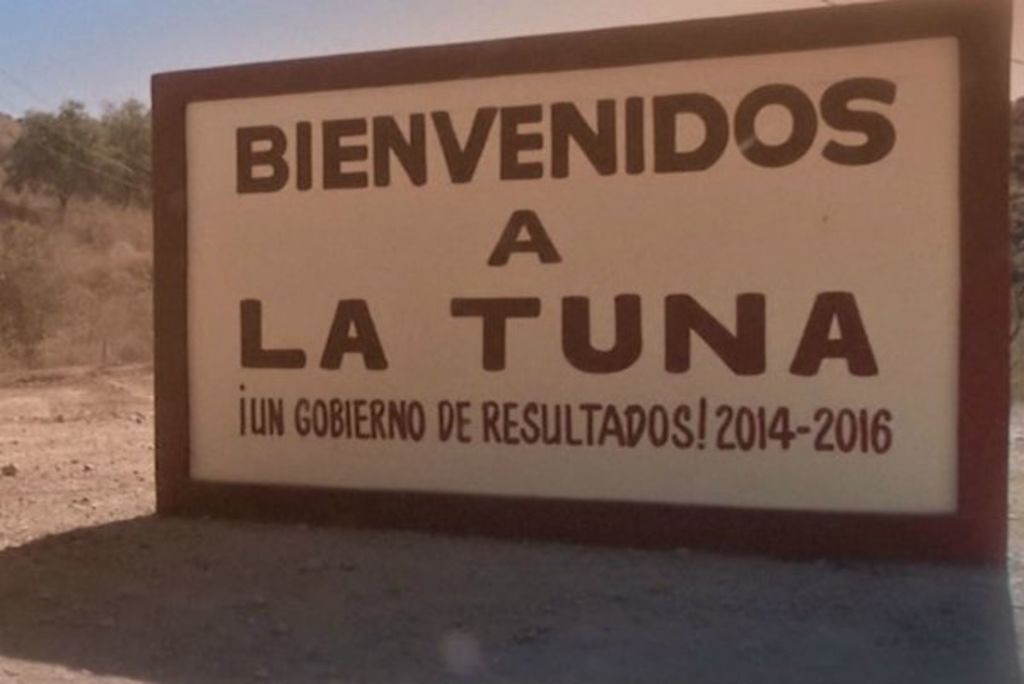 BIENVENIDOS
A
LA TUNA
¡UN GOBIERNO DE RESULTADOS! 2014-2016